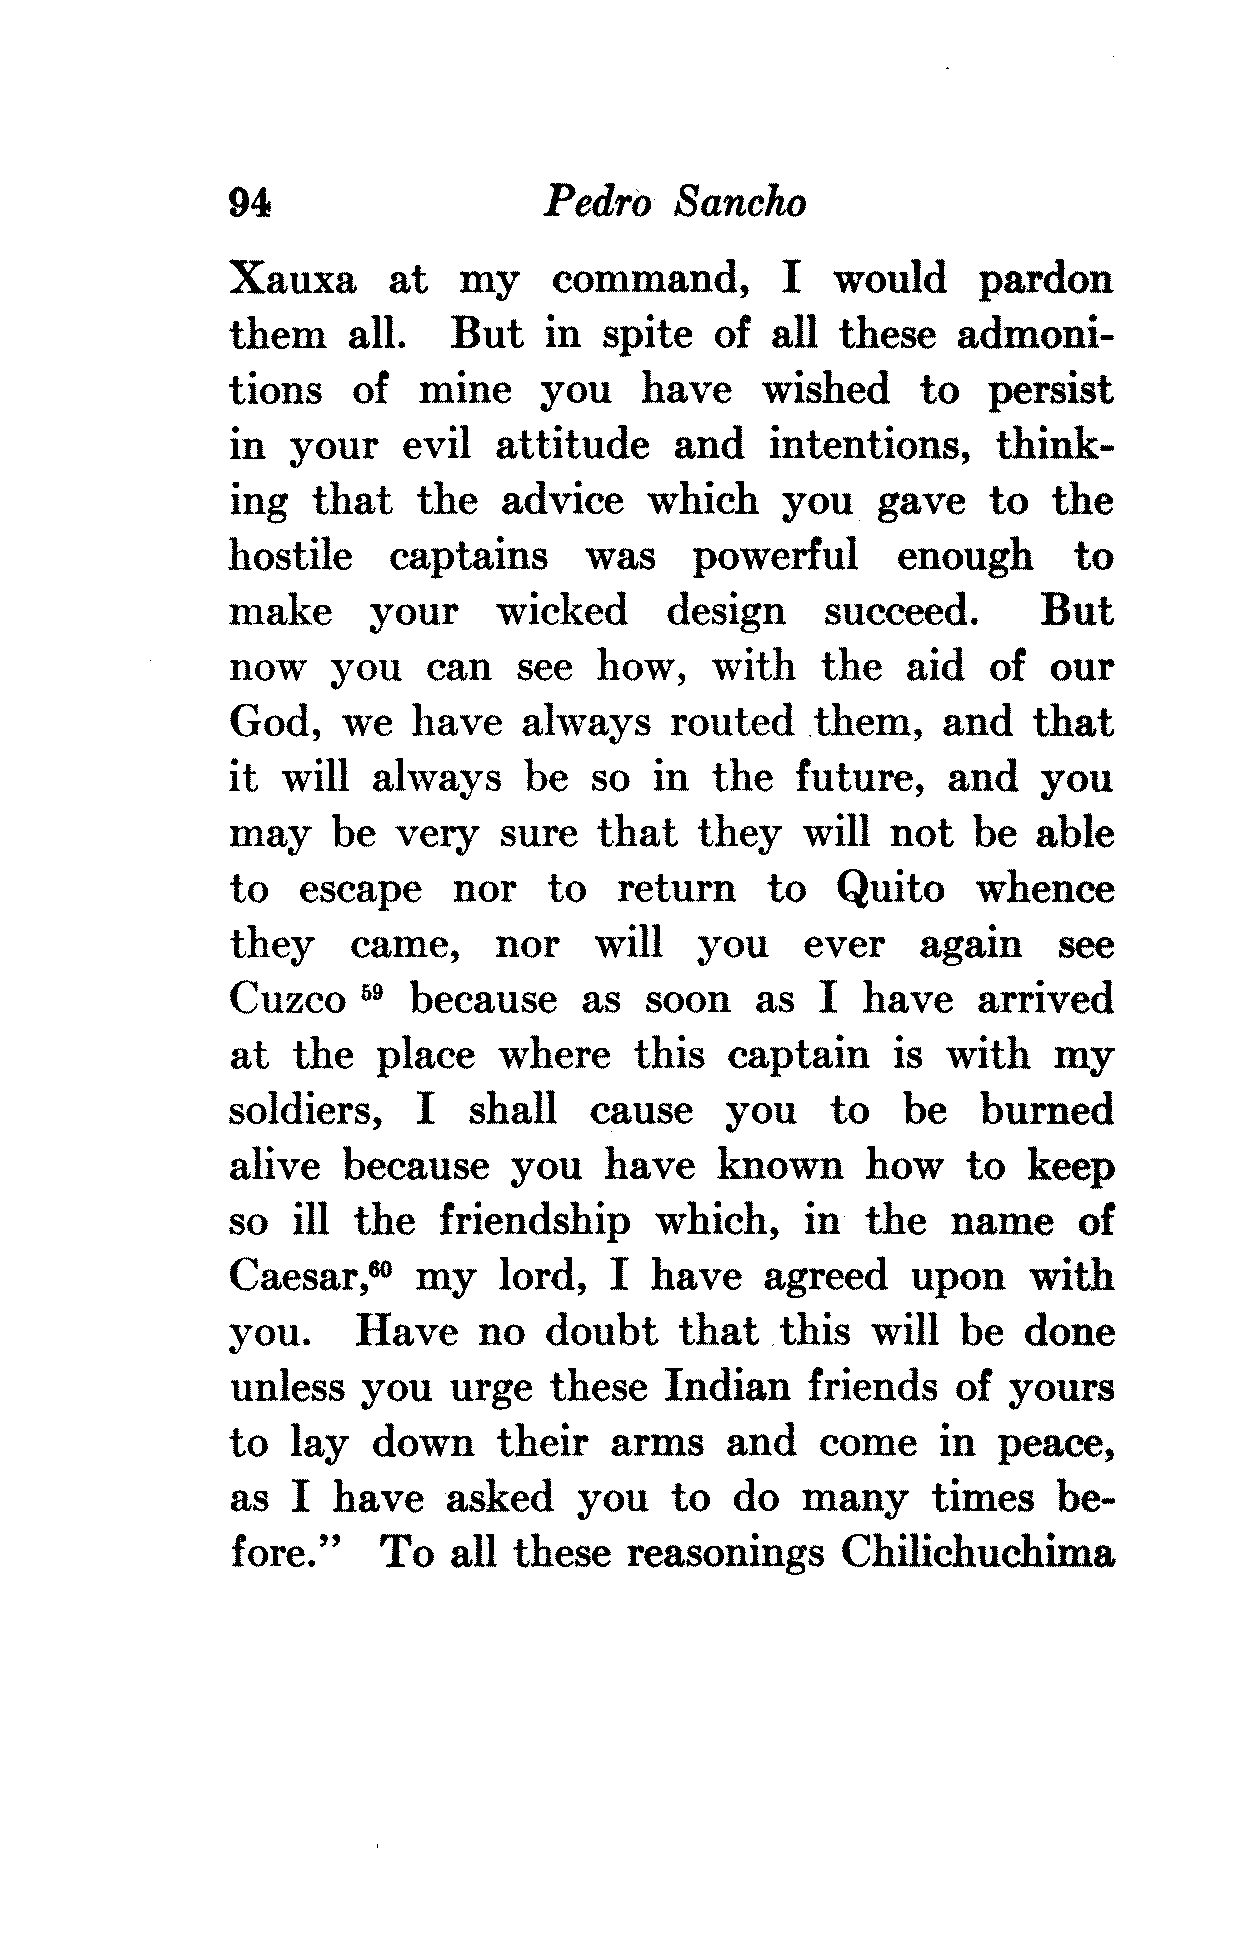 94 Pedro Sancho
Xauxa at my command, I would pardon
them all. But in spite of all these admoni-
tions of mine you have wished to persist
in your evil attitude and intentions, think-
ing that the advice which you gave to the
hostile captains was powerful enough to
make your wicked design succeed. But
now you can see how, with the aid of our
God, we have always routed them, and that
it will always be so in the future, and you
may be very sure that they will not be able
to escape nor to return to Quito whence
they came, nor will you ever again see
Cuzco ⁵⁹ because as soon as I have arrived
at the place where this captain is with my
soldiers, I shall cause you to be burned
alive because you have known how to keep
so ill the friendship which, in the name of
Caesar,⁶⁰ my lord, I have agreed upon with
you. Have no doubt that this will be done
unless you urge these Indian friends of yours
to lay down their arms and come in peace,
as I have asked you to do many times be-
fore." To all these reasonings Chilichuchima